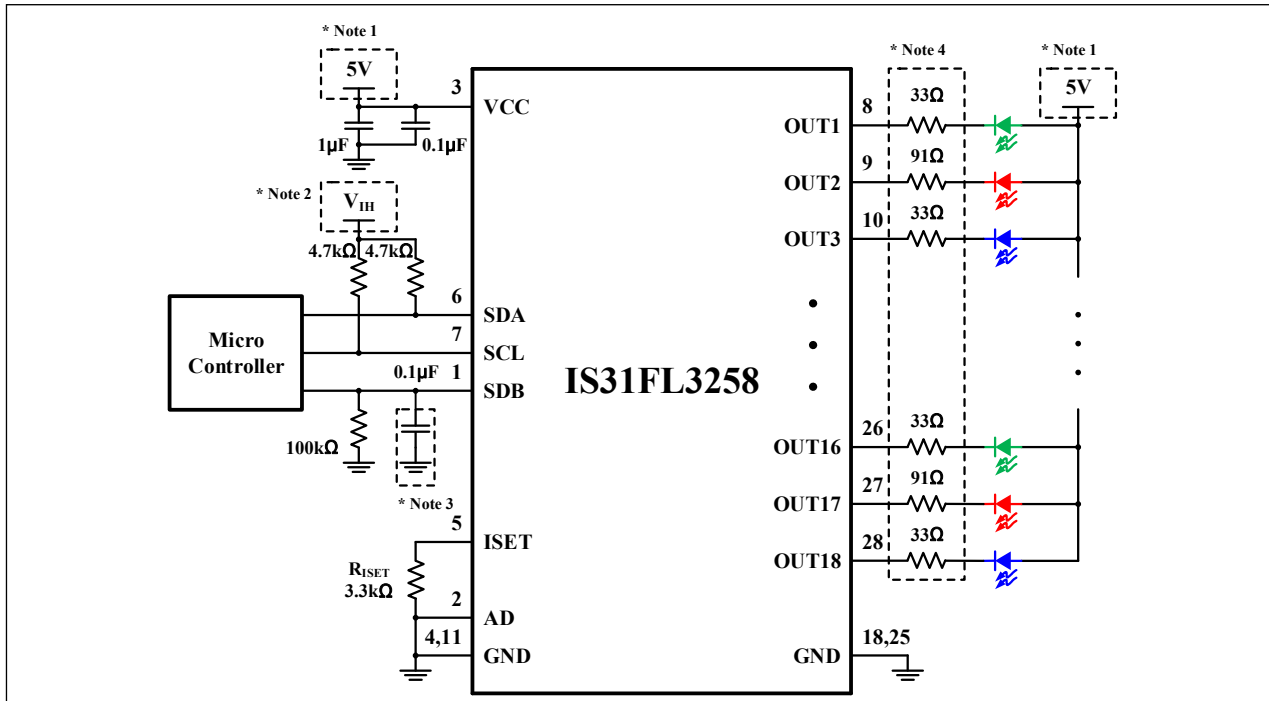 * Note 1
5V
3
VCC
1µF
0.1µF
* Note 2
VIH
4.7kΩ
4.7kΩ
Micro
Controller
6
SDA
7
SCL
0.1µF
1
SDB
100kΩ
* Note 3
5
ISET
RISET
3.3kΩ
2
AD
4,11
GND
IS31FL3258
* Note 4
* Note 1
5V
8
OUT1
33Ω
9
OUT2
91Ω
10
OUT3
33Ω
26
OUT16
33Ω
27
OUT17
91Ω
28
OUT18
33Ω
18,25
GND